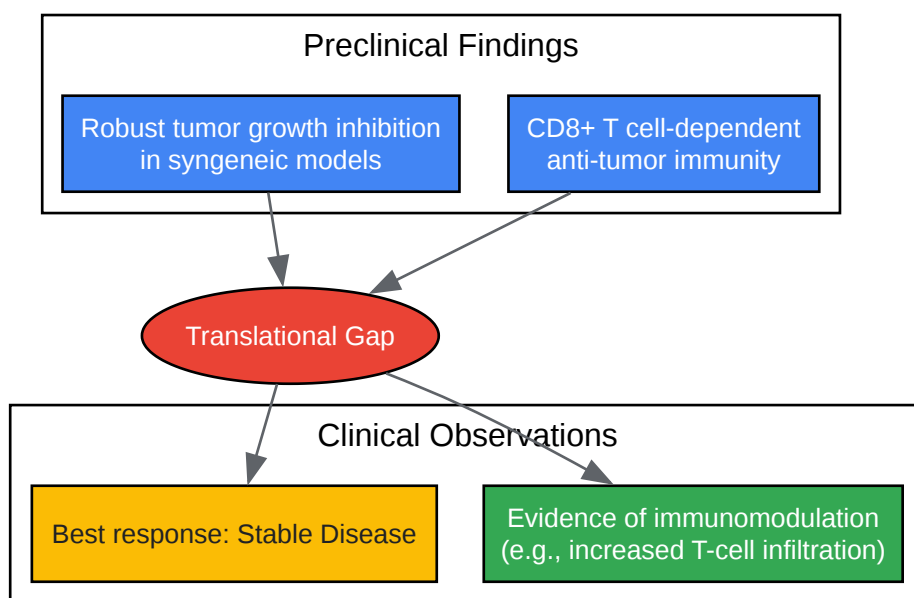 Preclinical Findings
Robust tumor growth inhibition
in syngeneic models
CD8+ T cell-dependent
anti-tumor immunity
Translational Gap
Clinical Observations
Best response: Stable Disease
Evidence of immunomodulation
(e.g., increased T-cell infiltration)